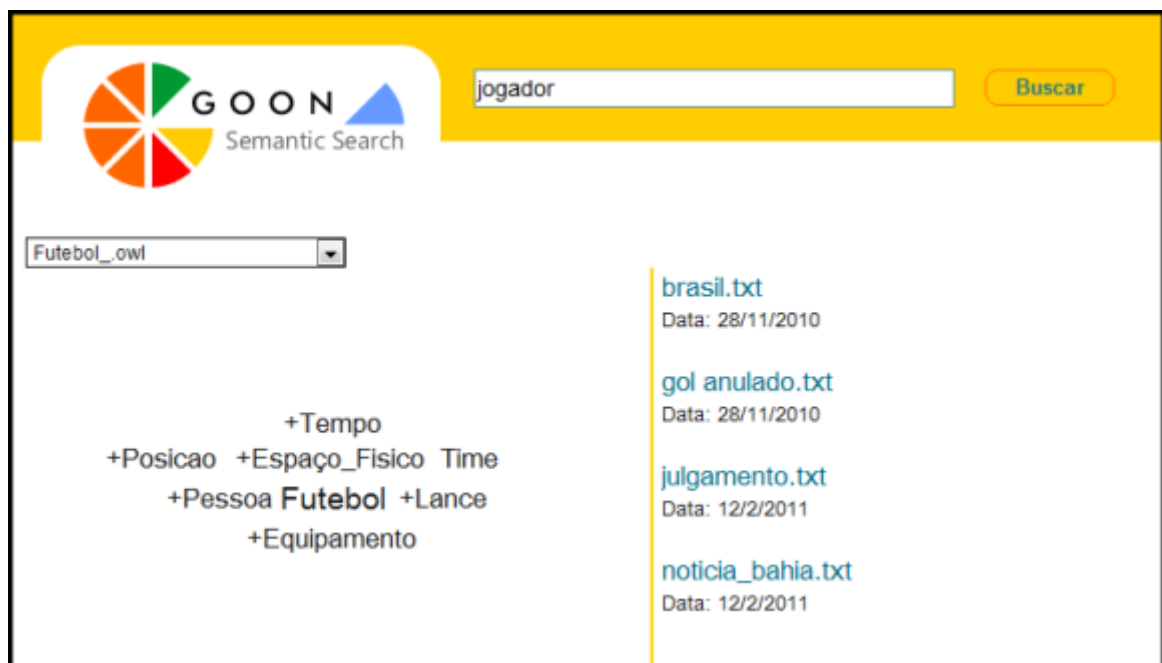 GOON
Semantic Search
jogador
Buscar
Futebol_.owl
+Tempo
+Posicao +Espaço_Fisico Time
+Pessoa Futebol +Lance
+Equipamento
brasil.txt
Data: 28/11/2010
gol anulado.txt
Data: 28/11/2010
julgamento.txt
Data: 12/2/2011
noticia_bahia.txt
Data: 12/2/2011